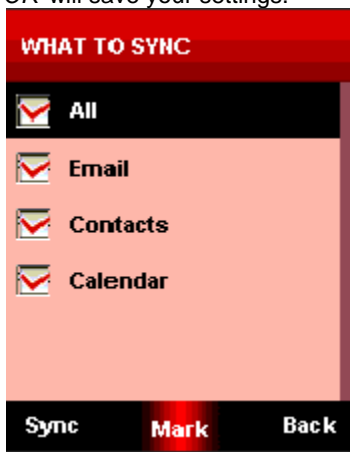 OK will save your settings.
WHAT TO SYNC
All
Email
Contacts
Calendar
Sync Mark Back